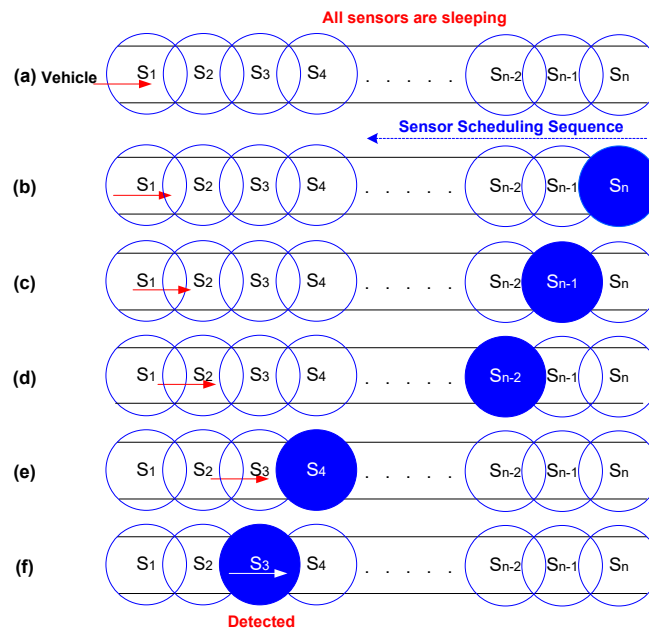 All sensors are sleeping
(a) Vehicle S1 S2 S3 S4 . . . . . Sn-2 Sn-1 Sn
Sensor Scheduling Sequence
(b) S1 S2 S3 S4 . . . . . Sn-2 Sn-1 Sn
(c) S1 S2 S3 S4 . . . . . Sn-2 Sn-1 Sn
(d) S1 S2 S3 S4 . . . . . Sn-2 Sn-1 Sn
(e) S1 S2 S3 S4 . . . . . Sn-2 Sn-1 Sn
(f) S1 S2 S3 S4 . . . . . Sn-2 Sn-1 Sn
Detected